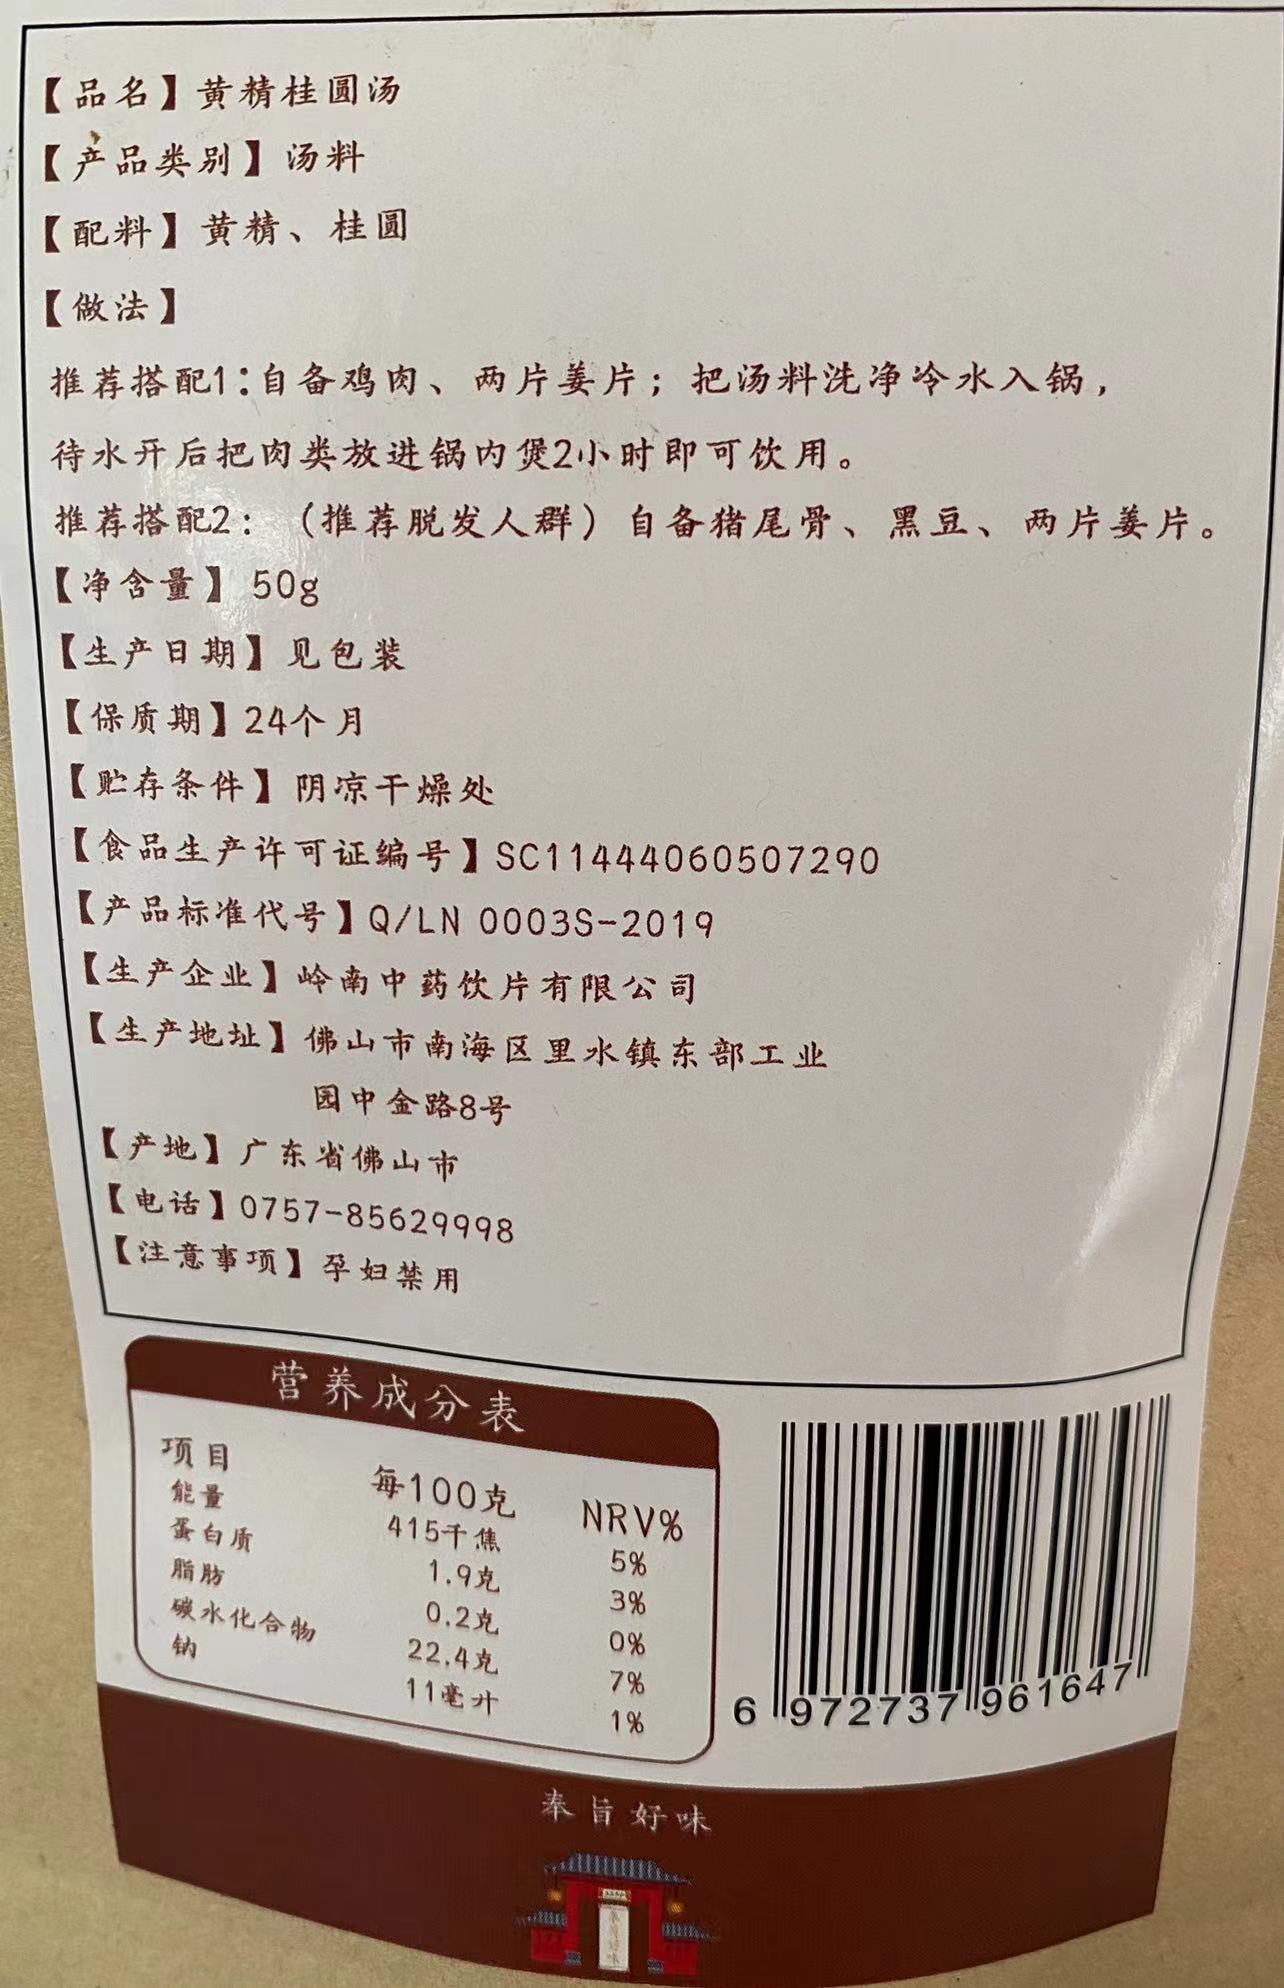 【品名】黄精桂圆汤
【产品类别】汤料
【配料】黄精、桂圆
【做法】
推荐搭配1：自备鸡肉、两片姜片；把汤料洗净冷水入锅，
待水开后把肉类放进锅内煲2小时即可饮用。
推荐搭配2：（推荐脱发人群）自备猪尾骨、黑豆、两片姜片。
【净含量】50g
【生产日期】见包装
【保质期】24个月
【贮存条件】阴凉干燥处
【食品生产许可证编号】SC11444060507290
【产品标准代号】Q/LN 0003S-2019
【生产企业】岭南中药饮片有限公司
【生产地址】佛山市南海区里水镇东部工业
园中金路8号
【产地】广东省佛山市
【电话】0757-85629998
【注意事项】孕妇禁用
营养成分表
项目 每100克 NRV%
能量 415千焦 5%
蛋白质 1.9克 3%
脂肪 0.2克 0%
碳水化合物 22.4克 7%
钠 11毫升 1%
6 972737 961647
奉旨好味